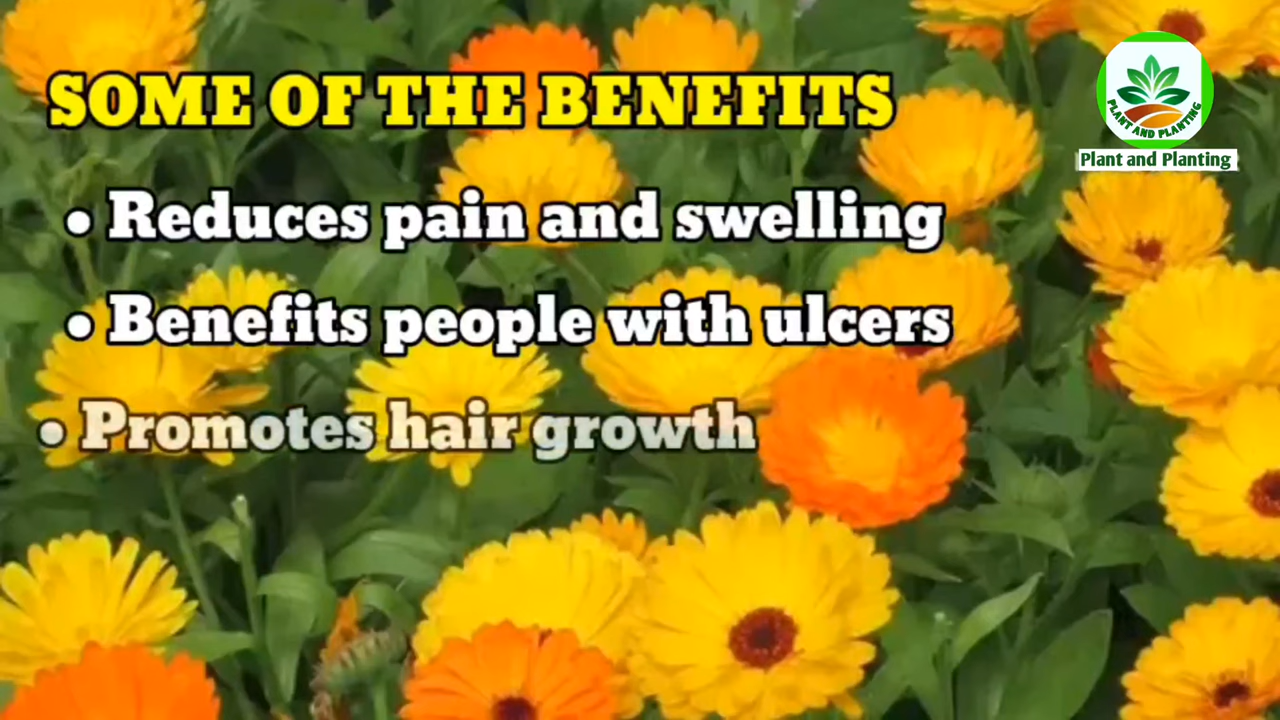 SOME OF THE BENEFITS
• Reduces pain and swelling
• Benefits people with ulcers
• Promotes hair growth
PLANT AND PLANTING
Plant and Planting